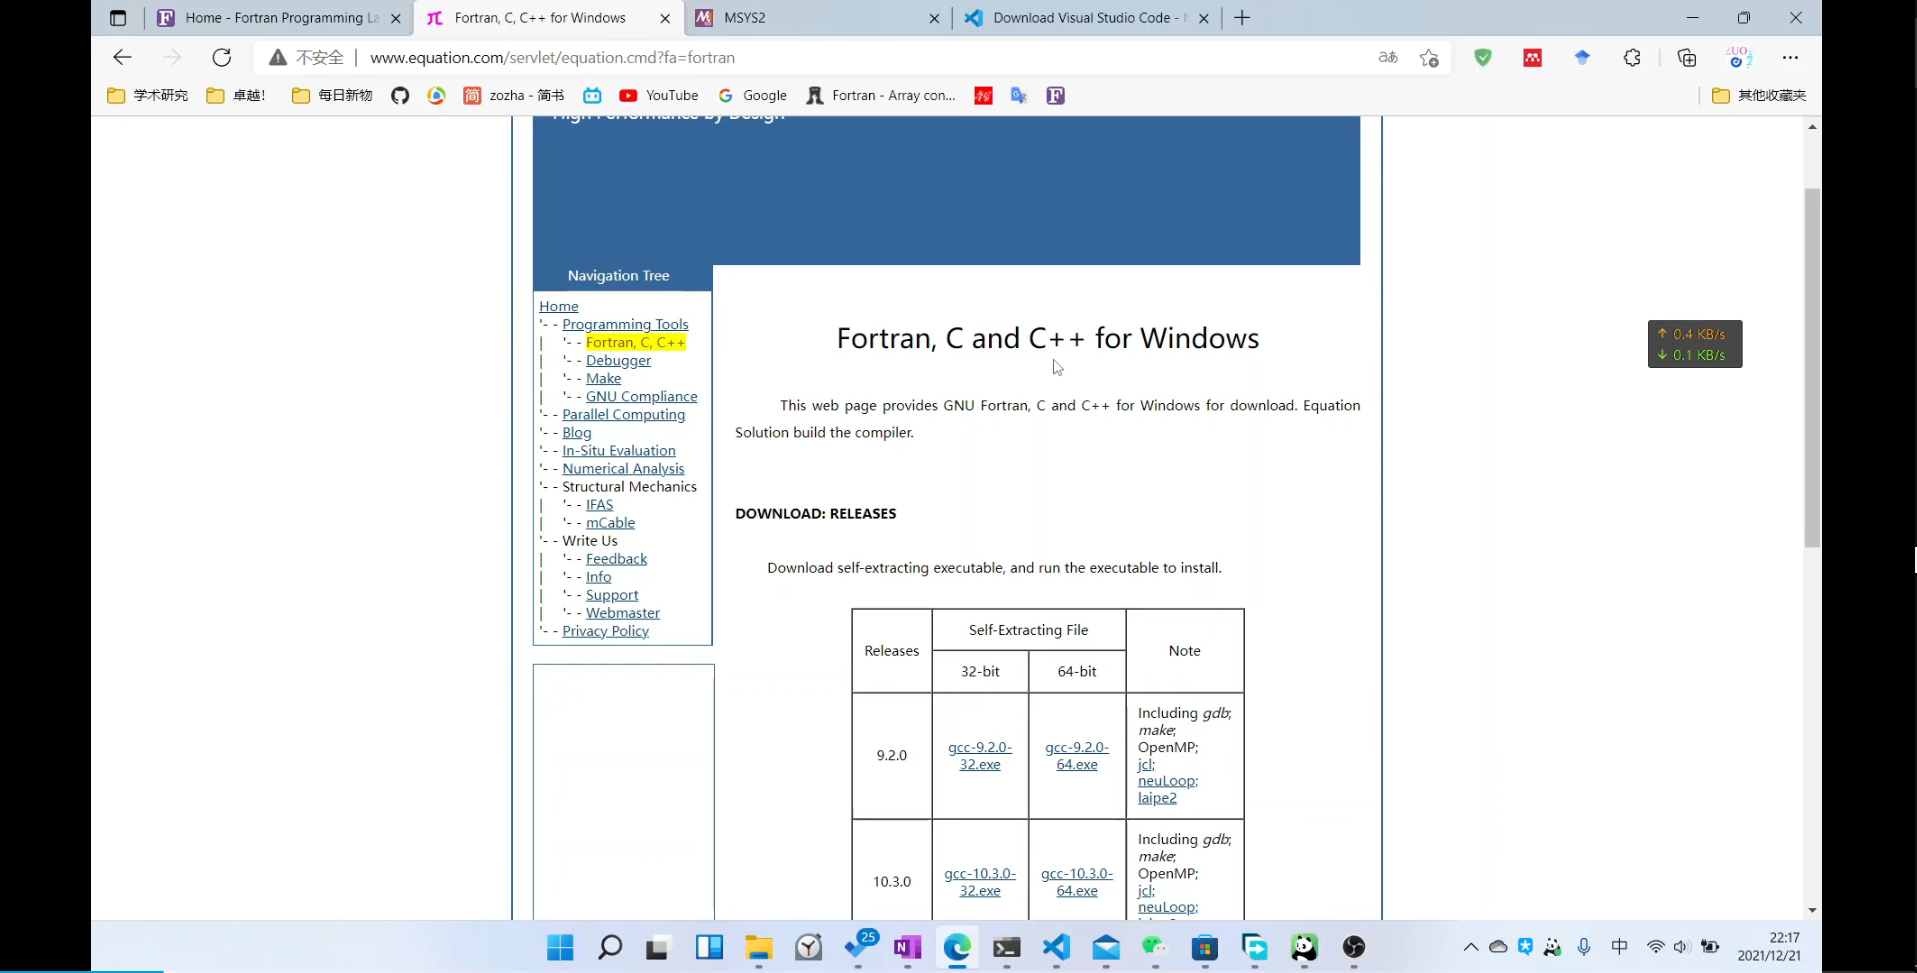 Home - Fortran Programming La
Fortran, C, C++ for Windows
MSYS2
Download Visual Studio Code -
不安全
www.equation.com/servlet/equation.cmd?fa=fortran
学术研究
卓越!
每日新物
简
zozha - 简书
YouTube
Google
Fortran - Array con...
其他收藏夹
High Performance by Design
Navigation Tree
Home
'- - Programming Tools
| '- - Fortran, C, C++
| '- - Debugger
| '- - Make
| '- - GNU Compliance
'- - Parallel Computing
'- - Blog
'- - In-Situ Evaluation
'- - Numerical Analysis
'- - Structural Mechanics
| '- - IFAS
| '- - mCable
'- - Write Us
| '- - Feedback
| '- - Info
| '- - Support
| '- - Webmaster
'- - Privacy Policy
Fortran, C and C++ for Windows
This web page provides GNU Fortran, C and C++ for Windows for download. Equation
Solution build the compiler.
DOWNLOAD: RELEASES
Download self-extracting executable, and run the executable to install.
Releases
Self-Extracting File
32-bit
64-bit
Note
9.2.0
gcc-9.2.0-
32.exe
gcc-9.2.0-
64.exe
Including gdb;
make;
OpenMP;
jcl;
neuLoop;
laipe2
10.3.0
gcc-10.3.0-
32.exe
gcc-10.3.0-
64.exe
Including gdb;
make;
OpenMP;
jcl;
neuLoop;
↑ 0.4 KB/s
↓ 0.1 KB/s
25
中
22:17
2021/12/21